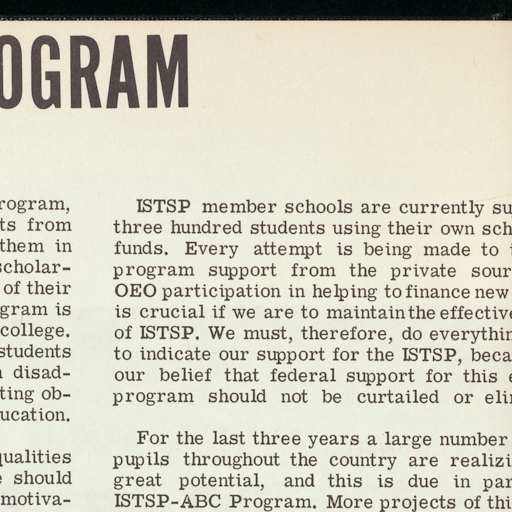 OGRAM
rogram,
ts from
them in
scholar-
of their
gram is
college.
students
disad-
ting ob-
ucation.
qualities
should
motiva-
ISTSP member schools are currently su
three hundred students using their own sch
funds. Every attempt is being made to i
program support from the private sour
OEO participation in helping to finance new
is crucial if we are to maintain the effective
of ISTSP. We must, therefore, do everythin
to indicate our support for the ISTSP, beca
our belief that federal support for this e
program should not be curtailed or eli
For the last three years a large number
pupils throughout the country are realizi
great potential, and this is due in par
ISTSP-ABC Program. More projects of thi